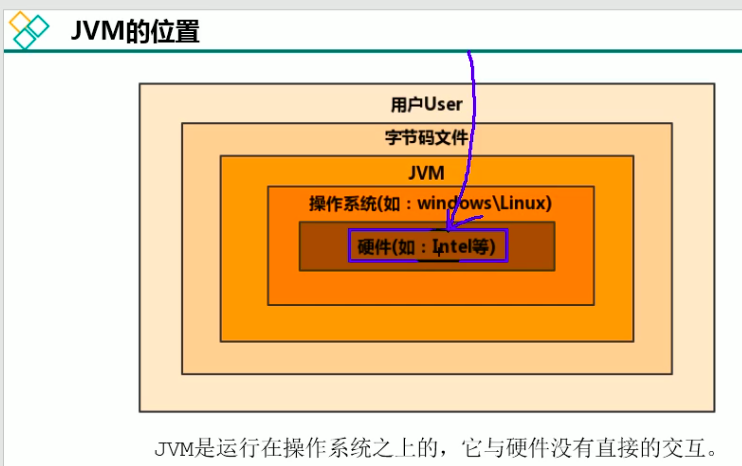 JVM的位置
用户User
字节码文件
JVM
操作系统(如：windows\Linux)
硬件(如：Intel等)
JVM是运行在操作系统之上的，它与硬件没有直接的交互。